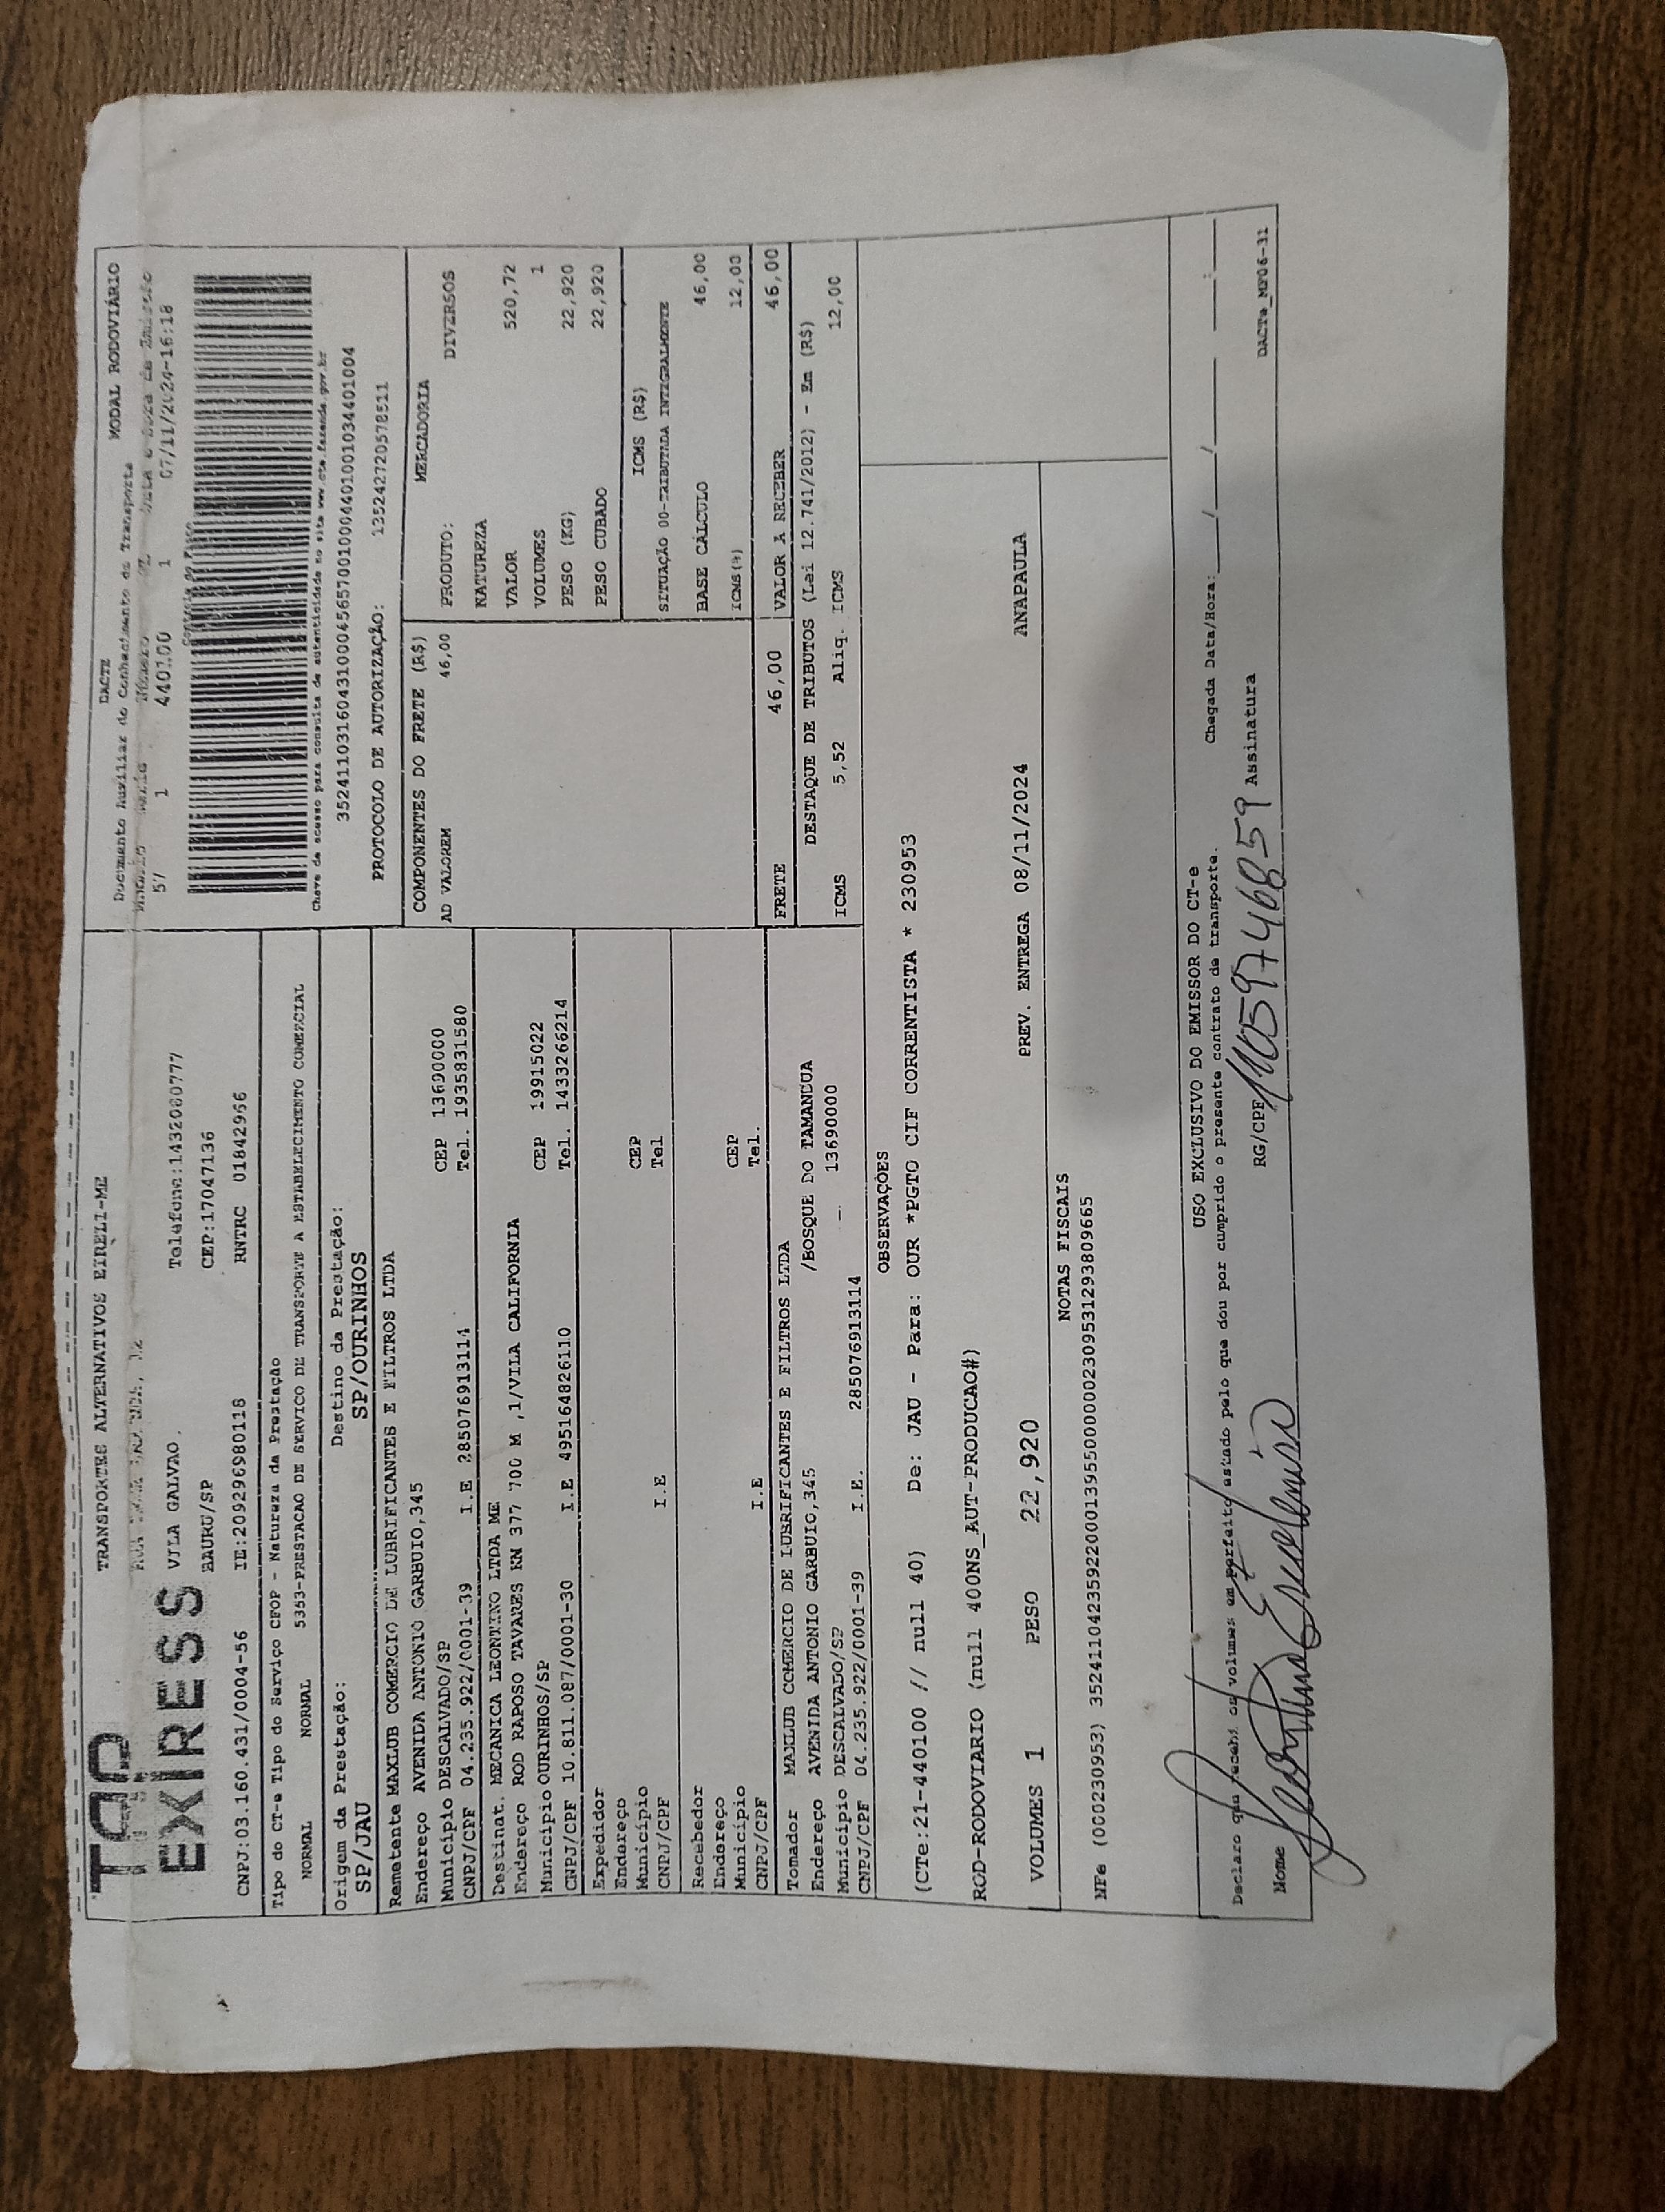 TRANSPORTES ALTERNATIVOS EIRELI-ME
EXPRESS
VILA GALVAO.
Telefone:1432080777
BAURU/SP
CEP:17047136
CNPJ:03.160.431/0004-56 IE:209296980118 RNTRC 01842966
DACTE
MODAL RODOVIÁRIO
Documento Auxiliar do Conhecimento de Transporte
Data e Hora de Emissão
57 1 440100 1 07/11/2024-16:18
Controle do Fisco
Chave de acesso para consulta de autenticidade no site www.cte.fazenda.gov.br
35241103160431000456570010004401001034401004
PROTOCOLO DE AUTORIZAÇÃO: 135242720578511
Tipo do CT-e Tipo do Serviço CFOP - Natureza da Prestação
NORMAL NORMAL 5353-PRESTACAO DE SERVICO DE TRANSPORTE A ESTABELECIMENTO COMERCIAL
Origem da Prestação: Destino da Prestação:
SP/JAU SP/OURINHOS
Remetente MAXLUB COMERCIO DE LUBRIFICANTES E FILTROS LTDA
Endereço AVENIDA ANTONIO GARBUIO,345
Município DESCALVADO/SP CEP 13690000
CNPJ/CPF 04.235.922/0001-39 I.E 285076913114 Tel. 1935831580
Destinat. MECANICA LEONTINO LTDA ME
Endereço ROD RAPOSO TAVARES KM 377 700 M ,1/VILA CALIFORNIA
Município OURINHOS/SP CEP 19915022
CNPJ/CPF 10.811.087/0001-30 I.E 495164826110 Tel. 1433266214
Expedidor
Endereço
Município CEP
CNPJ/CPF I.E Tel
Recebedor
Endereço
Município CEP
CNPJ/CPF I.E Tel.
Tomador MAXLUB COMERCIO DE LUBRIFICANTES E FILTROS LTDA
Endereço AVENIDA ANTONIO GARBUIO,345 /BOSQUE DO TAMANDUA
Município DESCALVADO/SP - 13690000
CNPJ/CPF 04.235.922/0001-39 I.E. 285076913114
COMPONENTES DO FRETE (R$)
AD VALOREM 46,00
MERCADORIA
PRODUTO: DIVERSOS
NATUREZA
VALOR 520,72
VOLUMES 1
PESO (KG) 22,920
PESO CUBADO 22,920
ICMS (R$)
SITUAÇÃO 00-TRIBUTADA INTEGRALMENTE
BASE CÁLCULO 46,00
ICMS(%) 12,00
FRETE 46,00 VALOR A RECEBER 46,00
DESTAQUE DE TRIBUTOS (Lei 12.741/2012) - Em (R$)
ICMS 5,52 Aliq. ICMS 12,00
OBSERVAÇÕES
(CTe:21-440100 // null 40) De: JAU - Para: OUR *PGTO CIF CORRENTISTA * 230953
ROD-RODOVIARIO (null 400NS_AUT-PRODUCAO#)
VOLUMES 1 PESO 22,920 PREV. ENTREGA 08/11/2024 ANAPAULA
NOTAS FISCAIS
NFe (000230953) 35241104235922000139550000002309531293809665
USO EXCLUSIVO DO EMISSOR DO CT-e
Declaro que recebi os volumes em perfeito estado pelo que dou por cumprido o presente contrato de transporte. Chegada Data/Hora: / / :
Nome RG/CPF 11059746859 Assinatura
DACTe_MF06-31